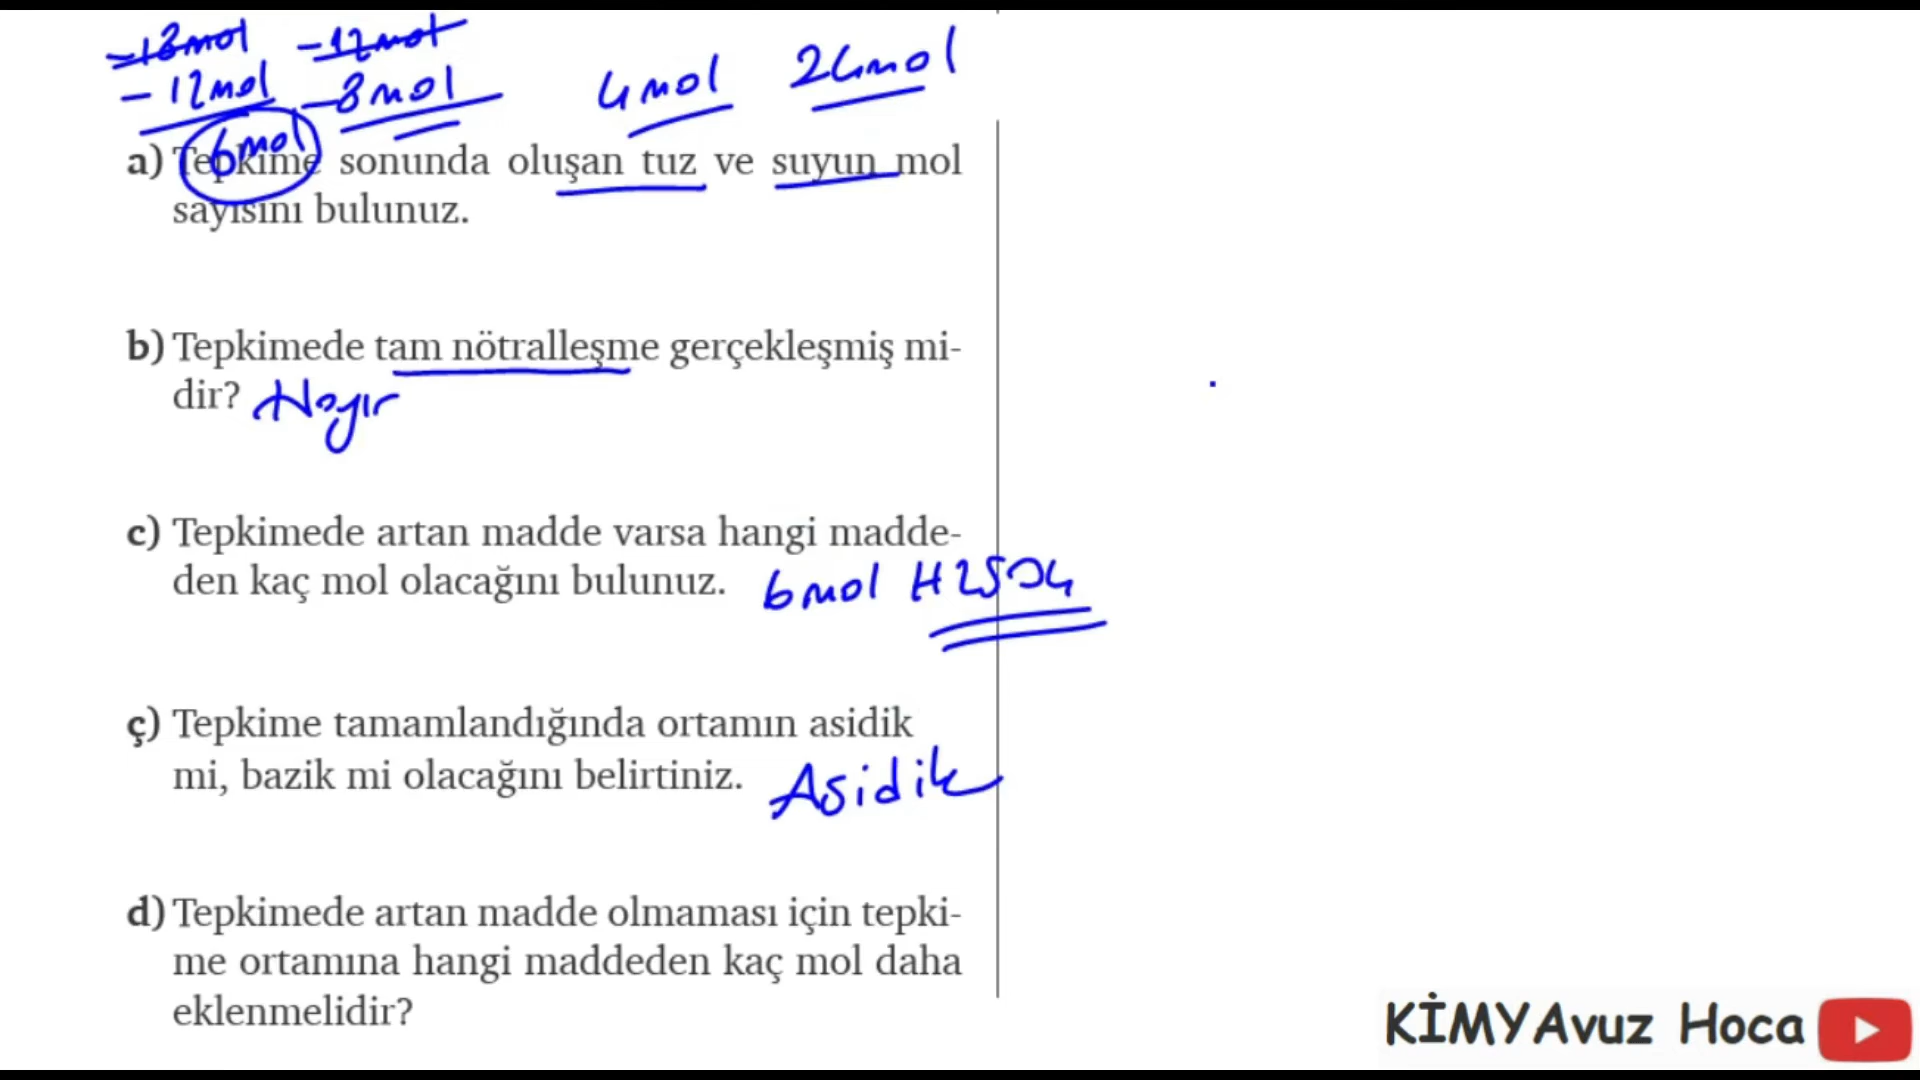 -18mol -12mol
-12mol -8mol 4mol 24mol
6mol
a) Tepkime sonunda oluşan tuz ve suyun mol
sayısını bulunuz.
b) Tepkimede tam nötralleşme gerçekleşmiş mi-
dir? Hayır
c) Tepkimede artan madde varsa hangi madde-
den kaç mol olacağını bulunuz. 6mol H2SO4
ç) Tepkime tamamlandığında ortamın asidik
mi, bazik mi olacağını belirtiniz. Asidik
d) Tepkimede artan madde olmaması için tepki-
me ortamına hangi maddeden kaç mol daha
eklenmelidir?
KİMYAvuz Hoca